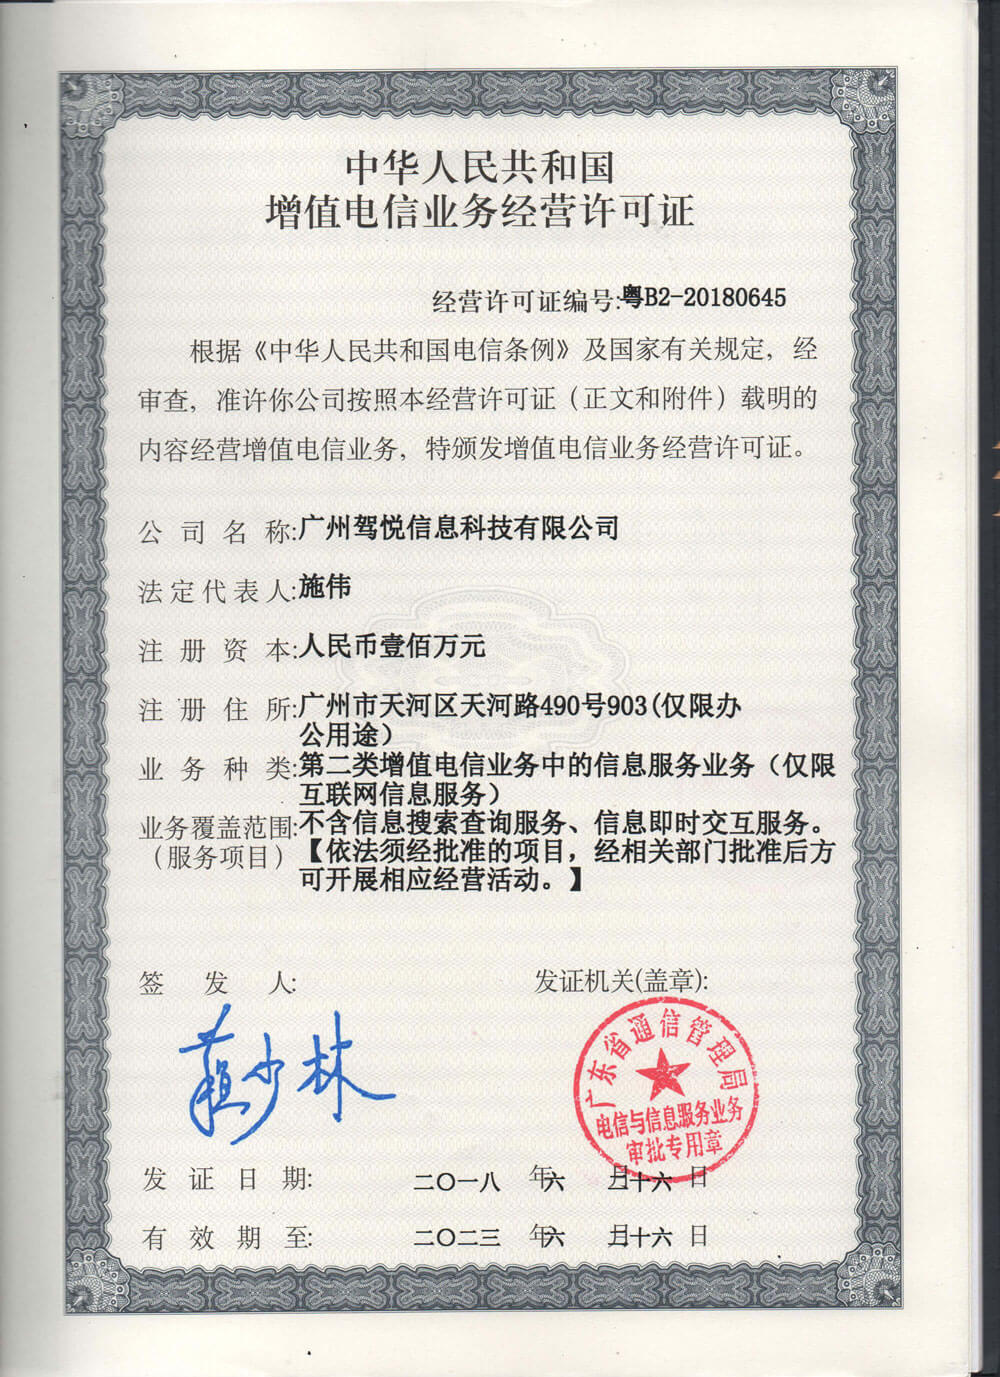 中华人民共和国
增值电信业务经营许可证
经营许可证编号:粤B2-20180645
根据《中华人民共和国电信条例》及国家有关规定，经
审查，准许你公司按照本经营许可证（正文和附件）载明的
内容经营增值电信业务，特颁发增值电信业务经营许可证。
公司名称:广州驾悦信息科技有限公司
法定代表人:施伟
注册资本:人民币壹佰万元
注册住所:广州市天河区天河路490号903(仅限办
公用途)
业务种类:第二类增值电信业务中的信息服务业务（仅限
互联网信息服务）
业务覆盖范围:不含信息搜索查询服务、信息即时交互服务。
（服务项目）【依法须经批准的项目，经相关部门批准后方
可开展相应经营活动。】
签发人:
发证机关(盖章):
广东省通信管理局
电信与信息服务业务
审批专用章
发证日期: 二〇一八 年六 月十六 日
有效期至: 二〇二三 年六 月十六 日